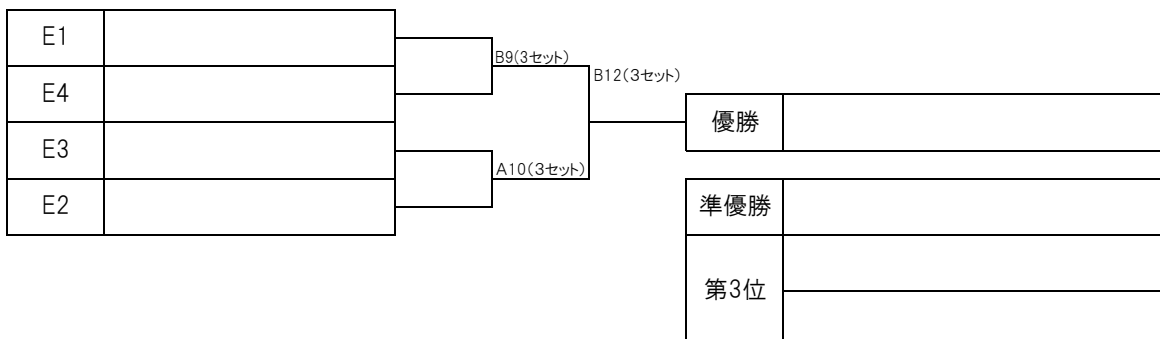 E1
E4
E3
E2
B9(3セット)
A10(3セット)
B12(3セット)
優勝
準優勝
第3位